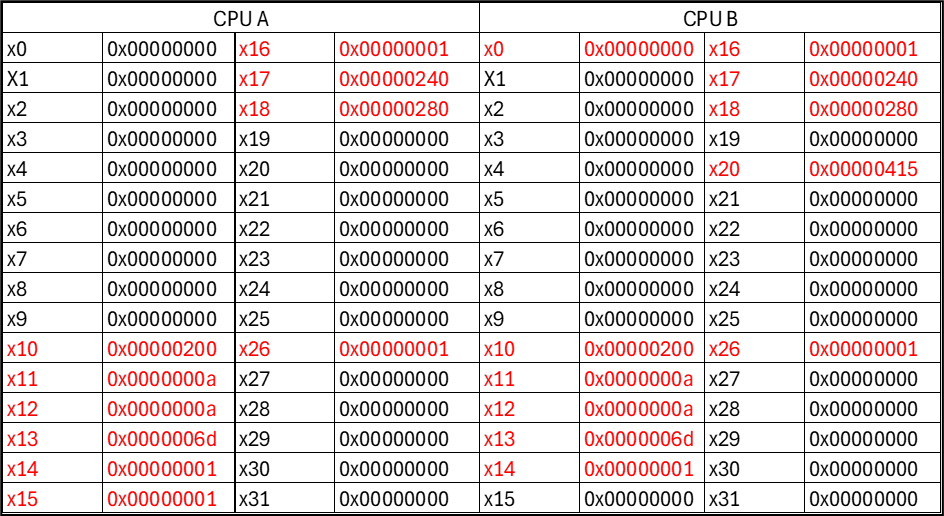 CPU A CPU B
x0 0x00000000 x16 0x00000001 x0 0x00000000 x16 0x00000001
X1 0x00000000 x17 0x00000240 X1 0x00000000 x17 0x00000240
x2 0x00000000 x18 0x00000280 x2 0x00000000 x18 0x00000280
x3 0x00000000 x19 0x00000000 x3 0x00000000 x19 0x00000000
x4 0x00000000 x20 0x00000000 x4 0x00000000 x20 0x00000415
x5 0x00000000 x21 0x00000000 x5 0x00000000 x21 0x00000000
x6 0x00000000 x22 0x00000000 x6 0x00000000 x22 0x00000000
x7 0x00000000 x23 0x00000000 x7 0x00000000 x23 0x00000000
x8 0x00000000 x24 0x00000000 x8 0x00000000 x24 0x00000000
x9 0x00000000 x25 0x00000000 x9 0x00000000 x25 0x00000000
x10 0x00000200 x26 0x00000001 x10 0x00000200 x26 0x00000001
x11 0x0000000a x27 0x00000000 x11 0x0000000a x27 0x00000000
x12 0x0000000a x28 0x00000000 x12 0x0000000a x28 0x00000000
x13 0x0000006d x29 0x00000000 x13 0x0000006d x29 0x00000000
x14 0x00000001 x30 0x00000000 x14 0x00000001 x30 0x00000000
x15 0x00000001 x31 0x00000000 x15 0x00000000 x31 0x00000000